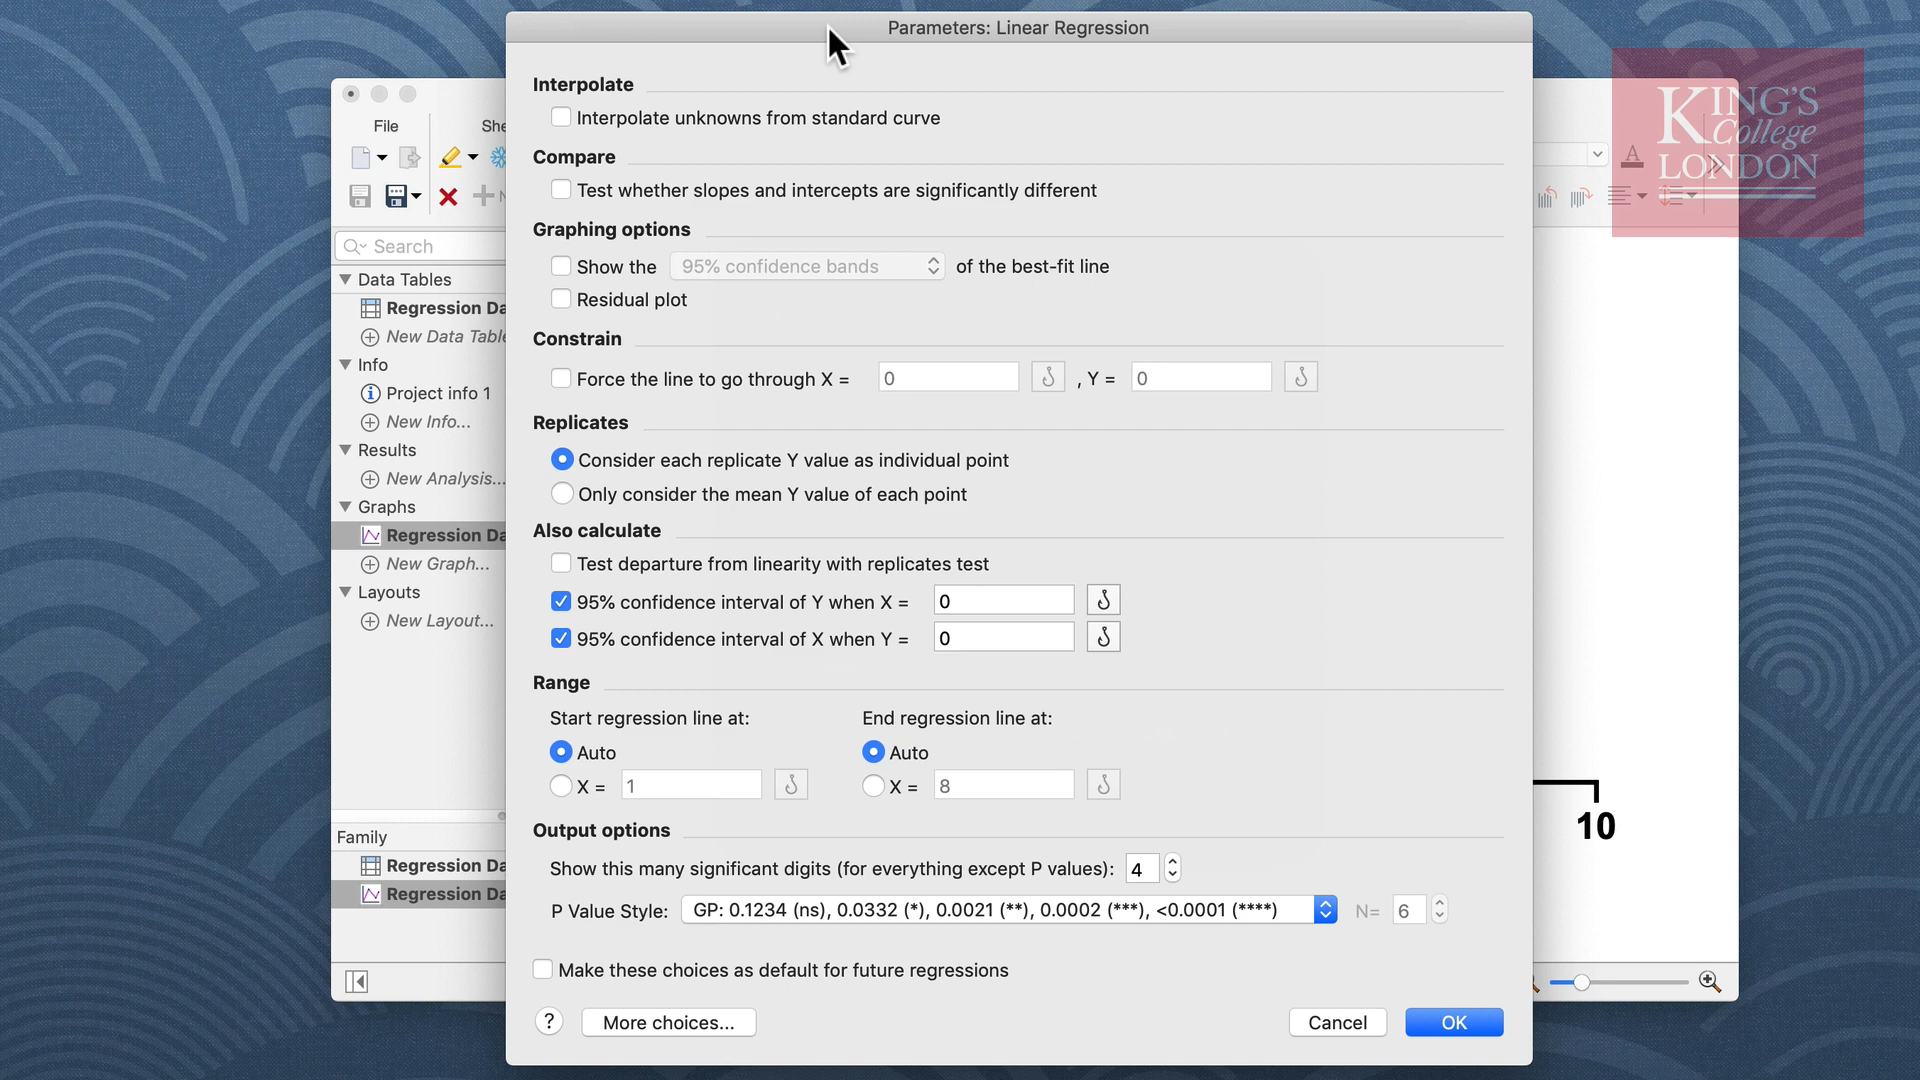 Parameters: Linear Regression
KING'S
College
LONDON
File
She
Search
Data Tables
Regression Da
New Data Table
Info
Project info 1
New Info...
Results
New Analysis...
Graphs
Regression Da
New Graph...
Layouts
New Layout...
Family
Regression Da
Regression Da
Interpolate
Interpolate unknowns from standard curve
Compare
Test whether slopes and intercepts are significantly different
Graphing options
Show the 95% confidence bands of the best-fit line
Residual plot
Constrain
Force the line to go through X = 0 , Y = 0
Replicates
Consider each replicate Y value as individual point
Only consider the mean Y value of each point
Also calculate
Test departure from linearity with replicates test
95% confidence interval of Y when X = 0
95% confidence interval of X when Y = 0
Range
Start regression line at: End regression line at:
Auto Auto
X = 1 X = 8
Output options
Show this many significant digits (for everything except P values): 4
P Value Style: GP: 0.1234 (ns), 0.0332 (*), 0.0021 (**), 0.0002 (***), <0.0001 (****) N= 6
Make these choices as default for future regressions
? More choices... Cancel OK
10